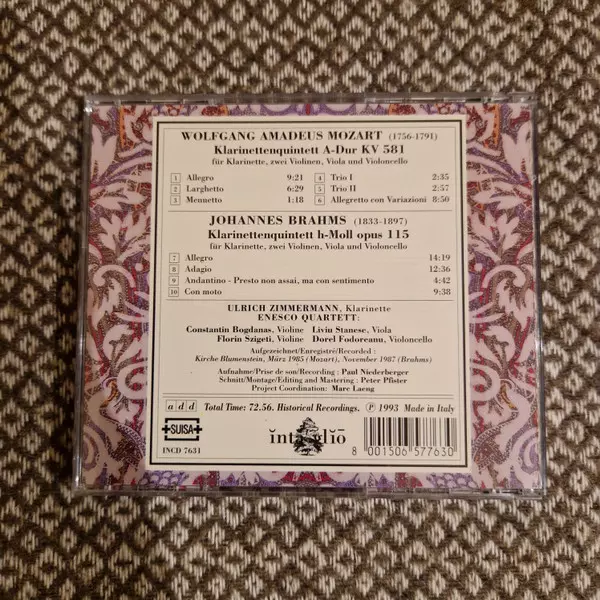 WOLFGANG AMADEUS MOZART (1756-1791)
Klarinettenquintett A-Dur KV 581
für Klarinette, zwei Violinen, Viola und Violoncello
1 Allegro 9:21 4 Trio I 2:35
2 Larghetto 6:29 5 Trio II 2:57
3 Menuetto 1:18 6 Allegretto con Variazioni 8:50
JOHANNES BRAHMS (1833-1897)
Klarinettenquintett h-Moll opus 115
für Klarinette, zwei Violinen, Viola und Violoncello
7 Allegro 14:19
8 Adagio 12:36
9 Andantino - Presto non assai, ma con sentimento 4:42
10 Con moto 9:38
ULRICH ZIMMERMANN, Klarinette
ENESCO QUARTETT:
Constantin Bogdanas, Violine Liviu Stanese, Viola
Florin Szigeti, Violine Dorel Fodoreanu, Violoncello
Aufgezeichnet/Enregistré/Recorded :
Kirche Blumenstein, März 1985 (Mozart), November 1987 (Brahms)
Aufnahme/Prise de son/Recording : Paul Niederberger
Schnitt/Montage/Editing and Mastering : Peter Pfister
Project Coordination: Marc Laeng
a d d Total Time: 72.56. Historical Recordings. ℗ 1993 Made in Italy
SUISA
INCD 7631
intaglio
8 001506 577630